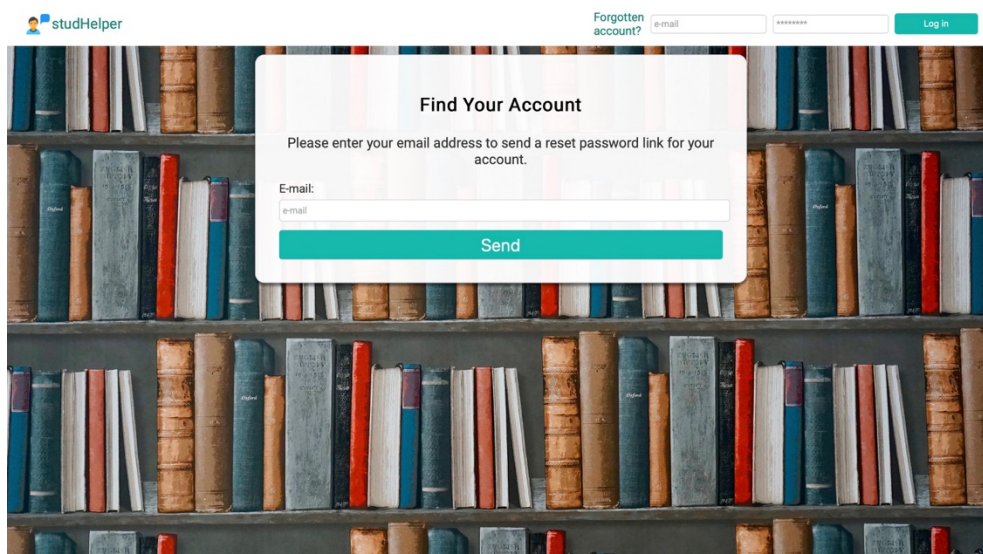 studHelper
Forgotten
account?
e-mail
********
Log in
Find Your Account
Please enter your email address to send a reset password link for your
account.
E-mail:
e-mail
Send